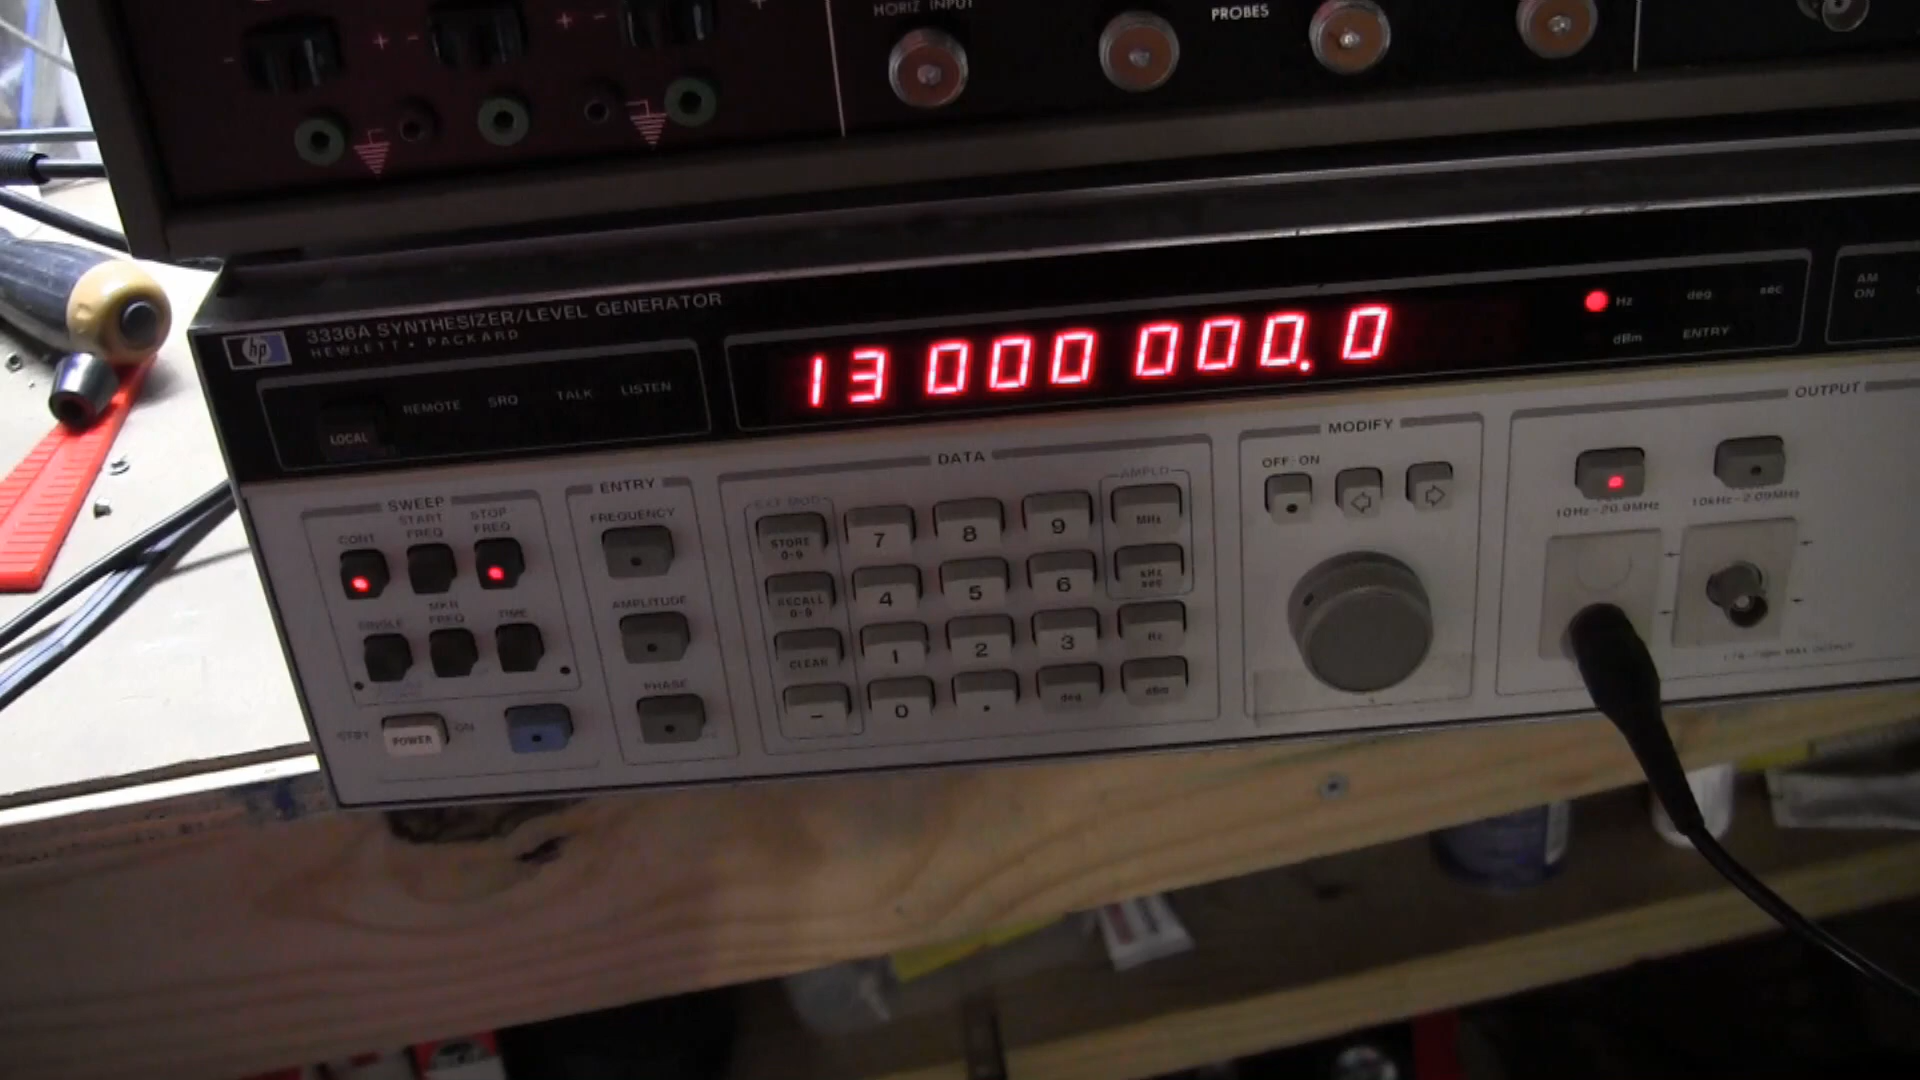 HORIZ INPUT
PROBES
hp
3336A SYNTHESIZER/LEVEL GENERATOR
HEWLETT • PACKARD
REMOTE SRQ TALK LISTEN
LOCAL
13 000 000.0
Hz deg sec
dBm ENTRY
AM
ON
SWEEP
CONT
START
FREQ
STOP
FREQ
SINGLE
MKR
FREQ
TIME
STBY POWER ON
ENTRY
FREQUENCY
AMPLITUDE
PHASE
DATA
AMPLD
STORE
0-9
7 8 9 MHz
RECALL
0-9
4 5 6 kHz
sec
CLEAR 1 2 3 Hz
- 0 . deg dBm
MODIFY
OFF ON
OUTPUT
10Hz-20.9MHz
10kHz-2.09MHz